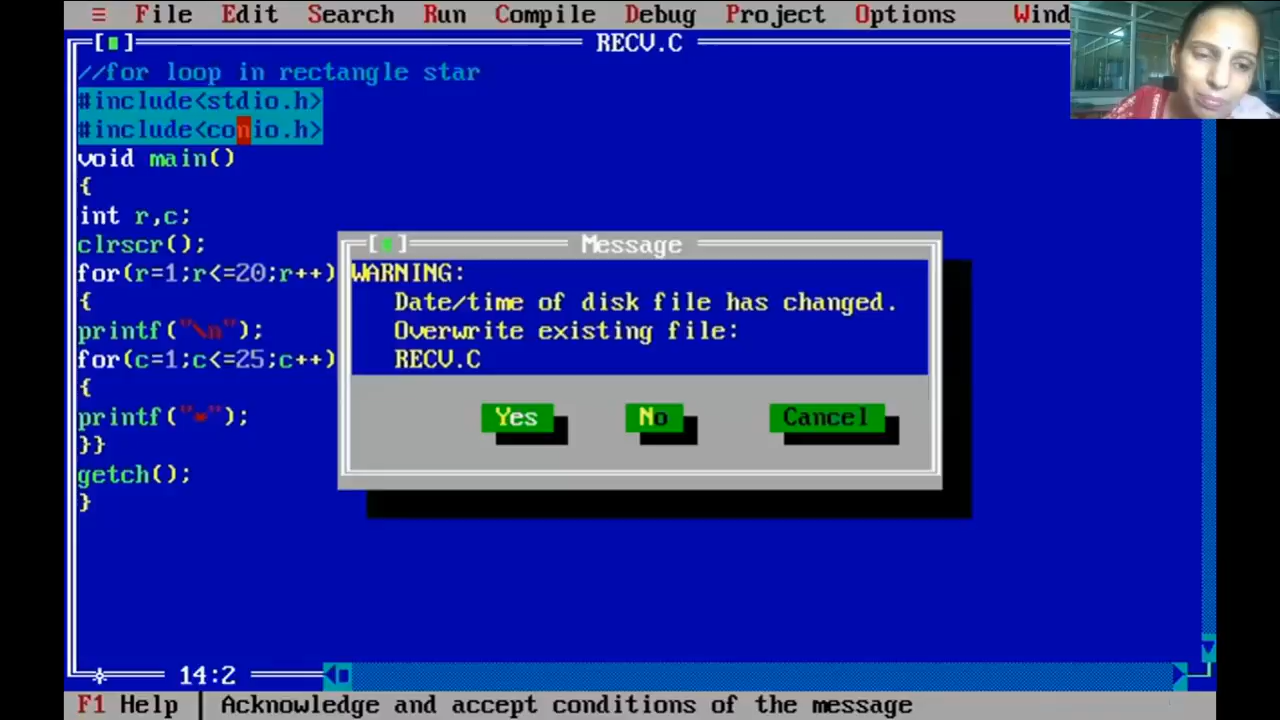 ≡ File Edit Search Run Compile Debug Project Options Wind
[■] RECV.C
//for loop in rectangle star
#include<stdio.h>
#include<conio.h>
void main()
{
int r,c;
clrscr();
for(r=1;r<=20;r++)
{
printf("\n");
for(c=1;c<=25;c++)
{
printf("*");
}}
getch();
}
[■] Message
WARNING:
Date/time of disk file has changed.
Overwrite existing file:
RECV.C
Yes No Cancel
14:2
F1 Help │ Acknowledge and accept conditions of the message